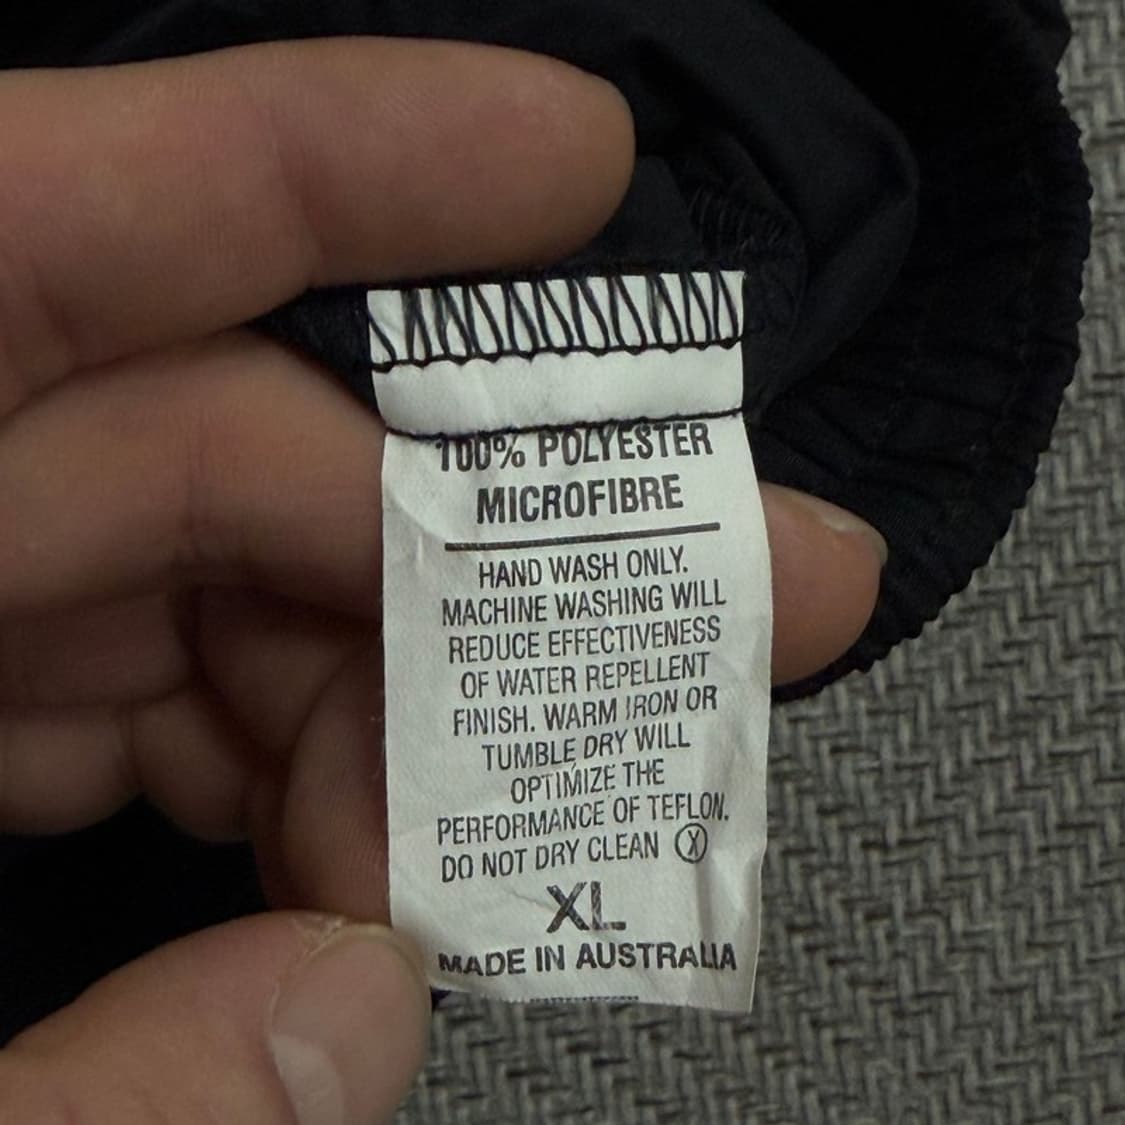 100% POLYESTER
MICROFIBRE
HAND WASH ONLY.
MACHINE WASHING WILL
REDUCE EFFECTIVENESS
OF WATER REPELLENT
FINISH. WARM IRON OR
TUMBLE DRY WILL
OPTIMIZE THE
PERFORMANCE OF TEFLON.
DO NOT DRY CLEAN Ⓧ
XL
MADE IN AUSTRALIA